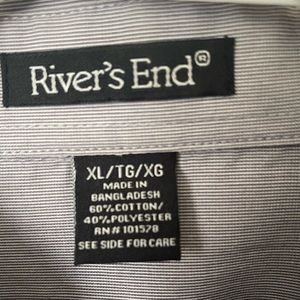 River's End®
XL/TG/XG
MADE IN
BANGLADESH
60% COTTON/
40% POLYESTER
RN# 101578
SEE SIDE FOR CARE